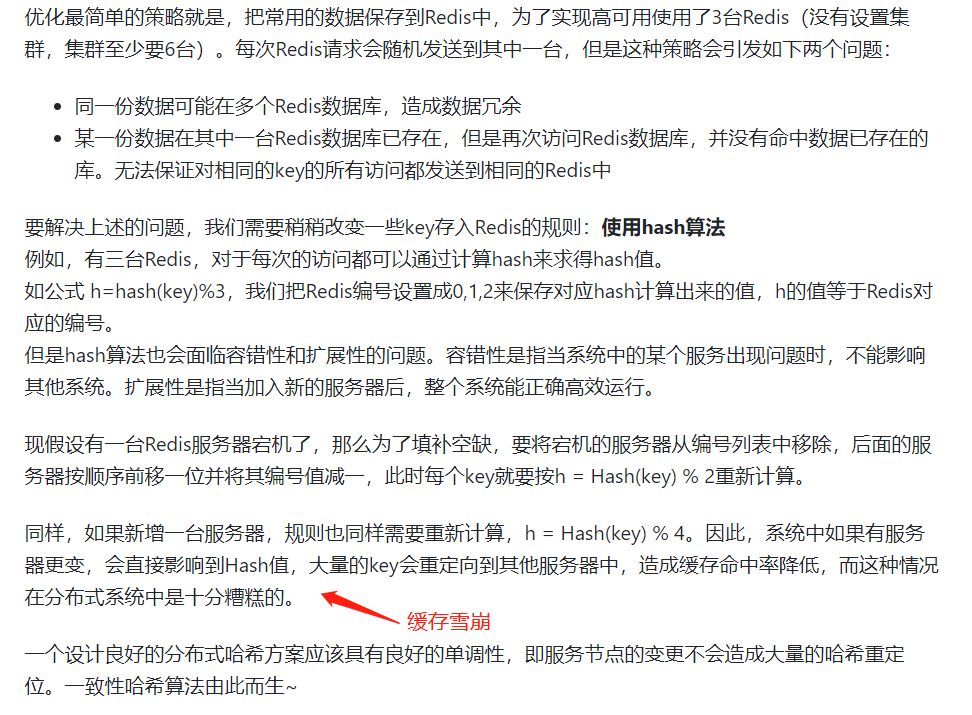 优化最简单的策略就是，把常用的数据保存到Redis中，为了实现高可用使用了3台Redis（没有设置集
群，集群至少要6台）。每次Redis请求会随机发送到其中一台，但是这种策略会引发如下两个问题：
• 同一份数据可能在多个Redis数据库，造成数据冗余
• 某一份数据在其中一台Redis数据库已存在，但是再次访问Redis数据库，并没有命中数据已存在的
库。无法保证对相同的key的所有访问都发送到相同的Redis中
要解决上述的问题，我们需要稍稍改变一些key存入Redis的规则：使用hash算法
例如，有三台Redis，对于每次的访问都可以通过计算hash来求得hash值。
如公式 h=hash(key)%3，我们把Redis编号设置成0,1,2来保存对应hash计算出来的值，h的值等于Redis对
应的编号。
但是hash算法也会面临容错性和扩展性的问题。容错性是指当系统中的某个服务出现问题时，不能影响
其他系统。扩展性是指当加入新的服务器后，整个系统能正确高效运行。
现假设有一台Redis服务器宕机了，那么为了填补空缺，要将宕机的服务器从编号列表中移除，后面的服
务器按顺序前移一位并将其编号值减一，此时每个key就要按h = Hash(key) % 2重新计算。
同样，如果新增一台服务器，规则也同样需要重新计算，h = Hash(key) % 4。因此，系统中如果有服务
器更变，会直接影响到Hash值，大量的key会重定向到其他服务器中，造成缓存命中率降低，而这种情况
在分布式系统中是十分糟糕的。
缓存雪崩
一个设计良好的分布式哈希方案应该具有良好的单调性，即服务节点的变更不会造成大量的哈希重定
位。一致性哈希算法由此而生~